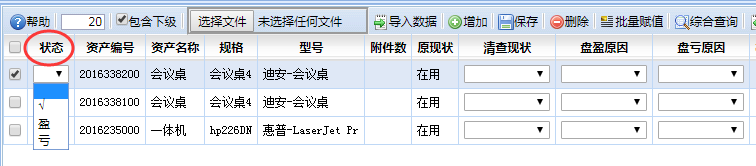 帮助 20 包含下级 选择文件 未选择任何文件 导入数据 增加 保存 删除 批量赋值 综合查询
状态 资产编号 资产名称 规格 型号 附件数 原现状 清查现状 盘盈原因 盘亏原因
2016338200 会议桌 会议桌4 迪安-会议桌 在用
√
2016338100 会议桌 会议桌4 迪安-会议桌 在用
盈
2016235000 一体机 hp226DN 惠普-LaserJet Pr 在用
亏